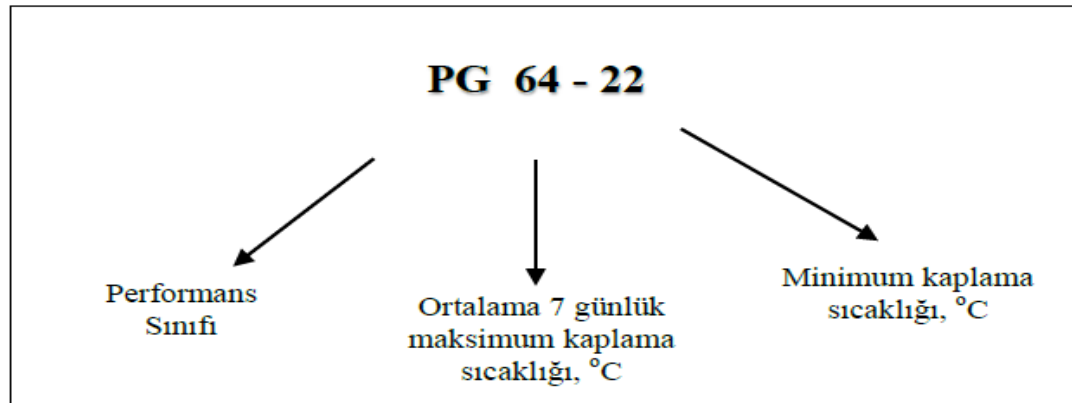 PG 64 - 22
Performans
Sınıfı
Ortalama 7 günlük
maksimum kaplama
sıcaklığı, °C
Minimum kaplama
sıcaklığı, °C